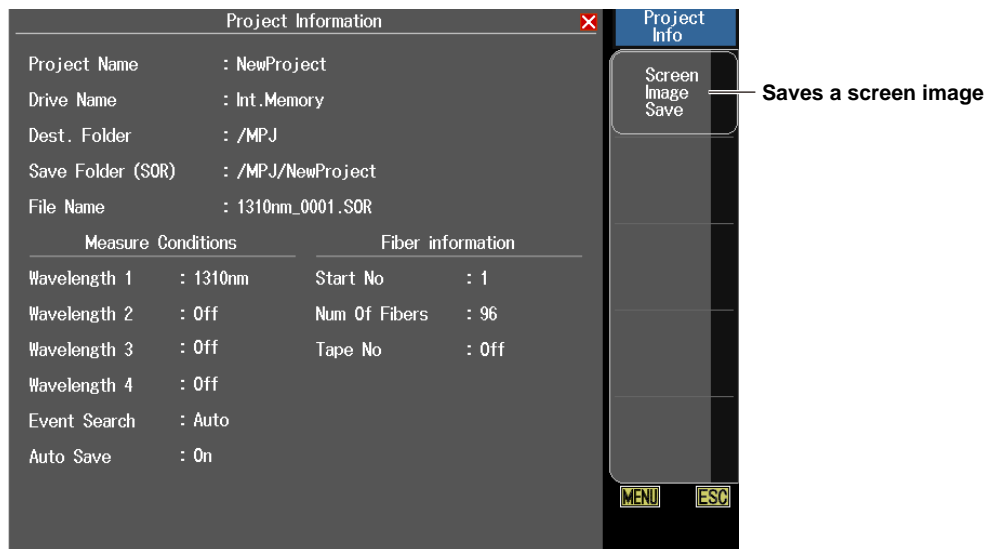 Project Information
Project Name : NewProject
Drive Name : Int.Memory
Dest. Folder : /MPJ
Save Folder (SOR) : /MPJ/NewProject
File Name : 1310nm_0001.SOR
Measure Conditions
Wavelength 1 : 1310nm
Wavelength 2 : Off
Wavelength 3 : Off
Wavelength 4 : Off
Event Search : Auto
Auto Save : On
Fiber information
Start No : 1
Num Of Fibers : 96
Tape No : Off
Project
Info
Screen
Image
Save
MENU ESC
Saves a screen image